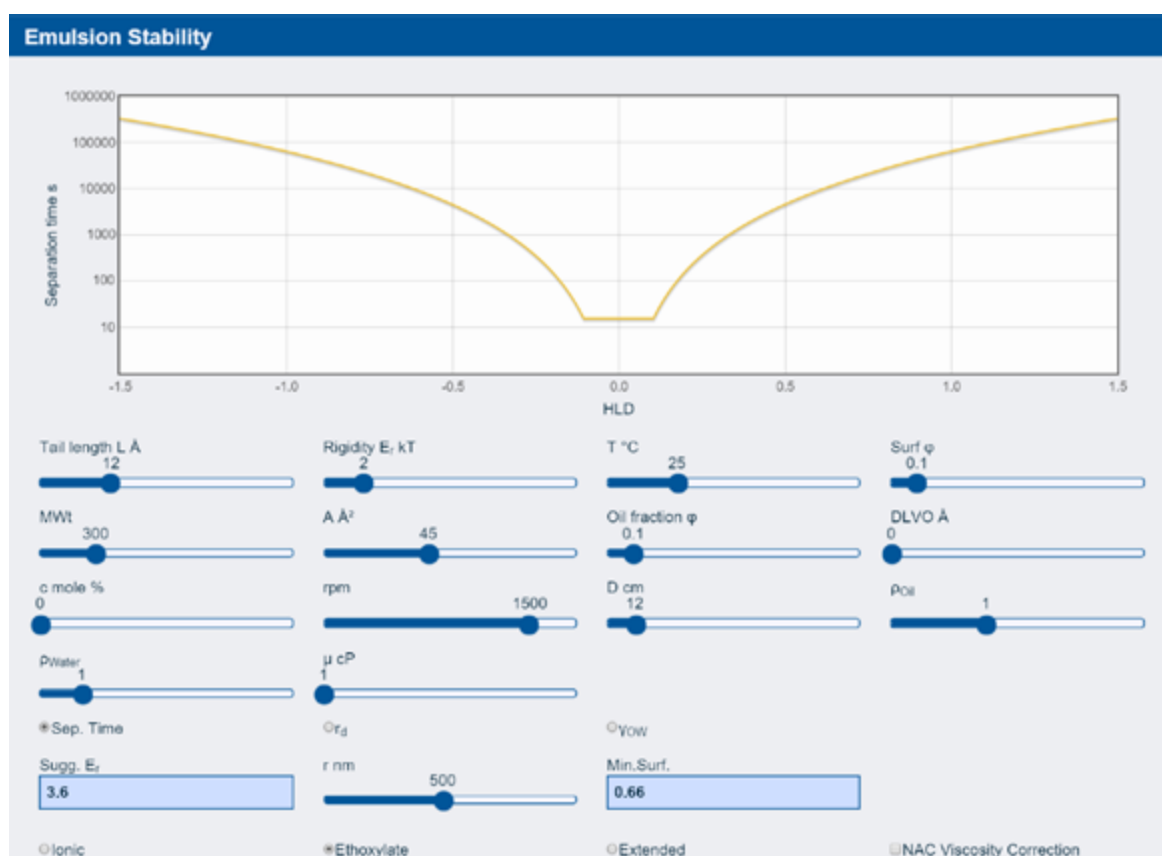 Emulsion Stability
1000000
100000
10000
1000
100
10
Separation time s
-1.5 -1.0 -0.5 0.0 0.5 1.0 1.5
HLD
Tail length L Å Rigidity Eᵣ kT T °C Surf φ
12 2 25 0.1
MWt A Å² Oil fraction φ DLVO Å
300 45 0.1 0
c mole % rpm D cm ρOil
0 1500 12 1
ρWater μ cP
1 1
Sep. Time r_d γOW
Sugg. Eᵣ r nm Min.Surf.
3.6 500 0.66
Ionic Ethoxylate Extended NAC Viscosity Correction